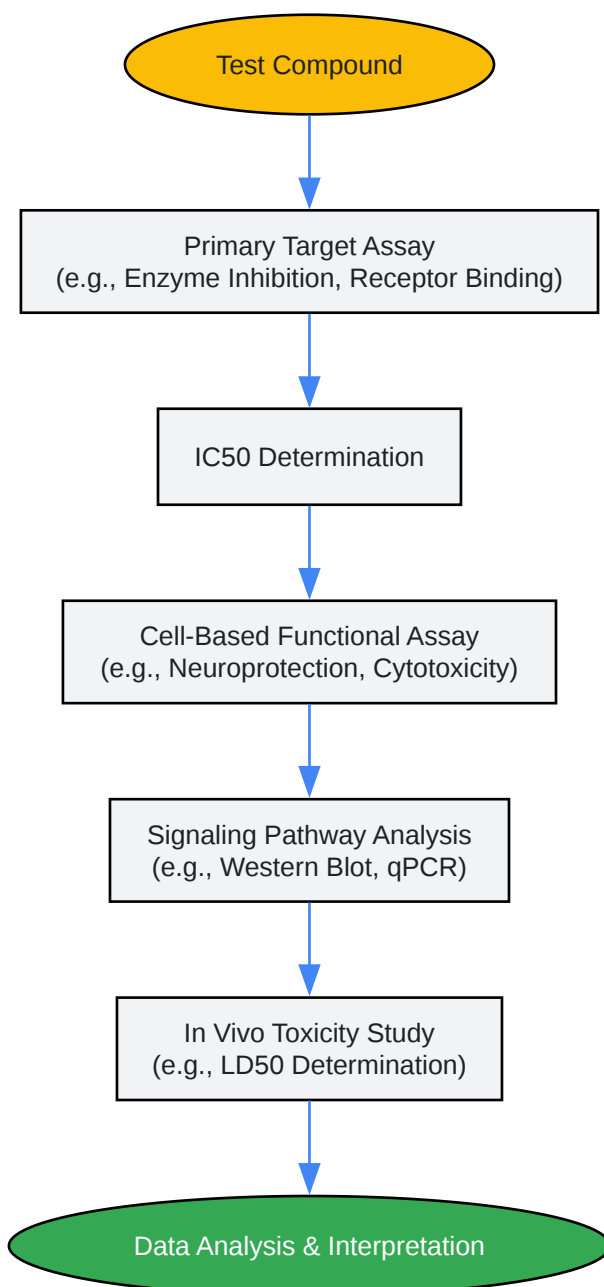 Test Compound
Primary Target Assay
(e.g., Enzyme Inhibition, Receptor Binding)
IC50 Determination
Cell-Based Functional Assay
(e.g., Neuroprotection, Cytotoxicity)
Signaling Pathway Analysis
(e.g., Western Blot, qPCR)
In Vivo Toxicity Study
(e.g., LD50 Determination)
Data Analysis & Interpretation